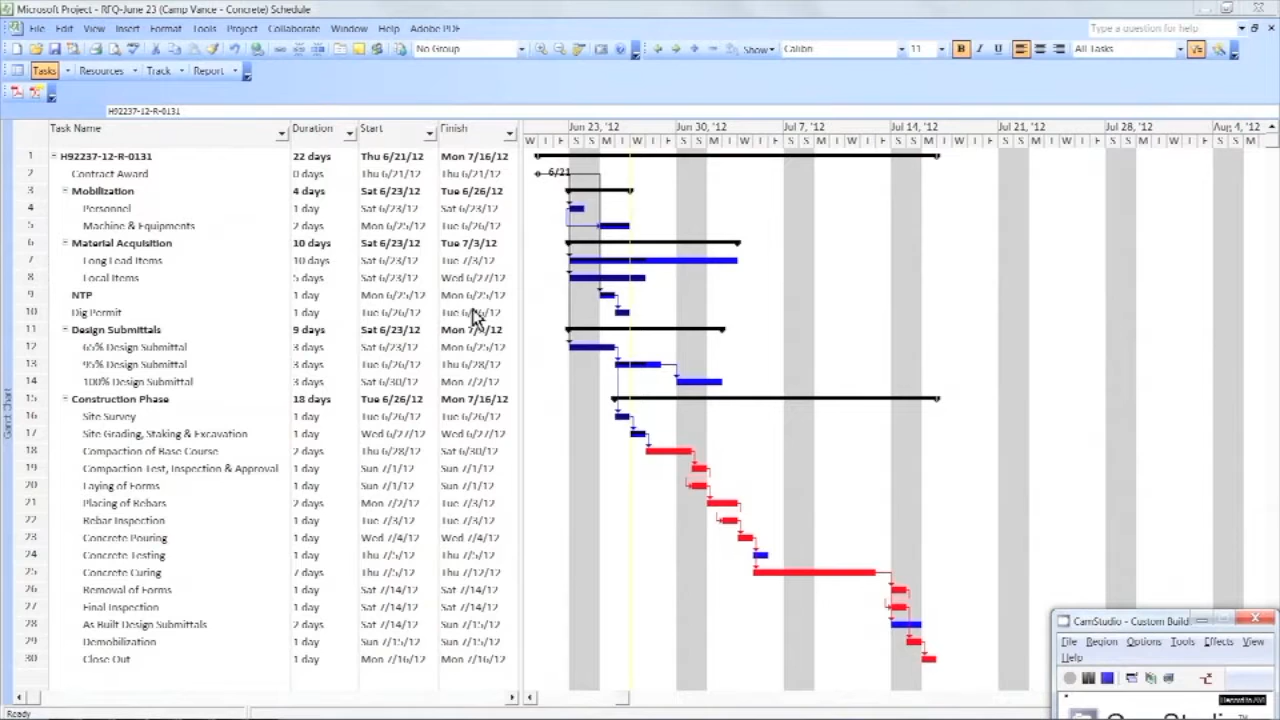 Microsoft Project - RFQ-June 23 (Camp Vance - Concrete) Schedule
File Edit View Insert Format Tools Project Collaborate Window Help Adobe PDF Type a question for help
No Group Show Calibri 11 B I U All Tasks
Tasks Resources Track Report
H92237-12-R-0131
Task Name Duration Start Finish Jun 23, '12 Jun 30, '12 Jul 7, '12 Jul 14, '12 Jul 21, '12 Jul 28, '12 Aug 4, '12
1 H92237-12-R-0131 22 days Thu 6/21/12 Mon 7/16/12
2 Contract Award 0 days Thu 6/21/12 Thu 6/21/12 6/21
3 Mobilization 4 days Sat 6/23/12 Tue 6/26/12
4 Personnel 1 day Sat 6/23/12 Sat 6/23/12
5 Machine & Equipments 2 days Mon 6/25/12 Tue 6/26/12
6 Material Acquisition 10 days Sat 6/23/12 Tue 7/3/12
7 Long Lead Items 10 days Sat 6/23/12 Tue 7/3/12
8 Local Items 5 days Sat 6/23/12 Wed 6/27/12
9 NTP 1 day Mon 6/25/12 Mon 6/25/12
10 Dig Permit 1 day Tue 6/26/12 Tue
11 Design Submittals 9 days Sat 6/23/12 Mon
12 65% Design Submittal 3 days Sat 6/23/12 Mon 6/25/12
13 95% Design Submittal 3 days Tue 6/26/12 Thu 6/28/12
14 100% Design Submittal 3 days Sat 6/30/12 Mon 7/2/12
15 Construction Phase 18 days Tue 6/26/12 Mon 7/16/12
16 Site Survey 1 day Tue 6/26/12 Tue 6/26/12
17 Site Grading, Staking & Excavation 1 day Wed 6/27/12 Wed 6/27/12
18 Compaction of Base Course 2 days Thu 6/28/12 Sat 6/30/12
19 Compaction Test, Inspection & Approval 1 day Sun 7/1/12 Sun 7/1/12
20 Laying of Forms 1 day Sun 7/1/12 Sun 7/1/12
21 Placing of Rebars 2 days Mon 7/2/12 Tue 7/3/12
22 Rebar Inspection 1 day Tue 7/3/12 Tue 7/3/12
23 Concrete Pouring 1 day Wed 7/4/12 Wed 7/4/12
24 Concrete Testing 1 day Thu 7/5/12 Thu 7/5/12
25 Concrete Curing 7 days Thu 7/5/12 Thu 7/12/12
26 Removal of Forms 1 day Sat 7/14/12 Sat 7/14/12
27 Final Inspection 1 day Sat 7/14/12 Sat 7/14/12
28 As Built Design Submittals 2 days Sat 7/14/12 Sun 7/15/12
29 Demobilization 1 day Sun 7/15/12 Sun 7/15/12
30 Close Out 1 day Mon 7/16/12 Mon 7/16/12
Gantt Chart
CamStudio - Custom Build
File Region Options Tools Effects View
Help
Record to AVI
Ready